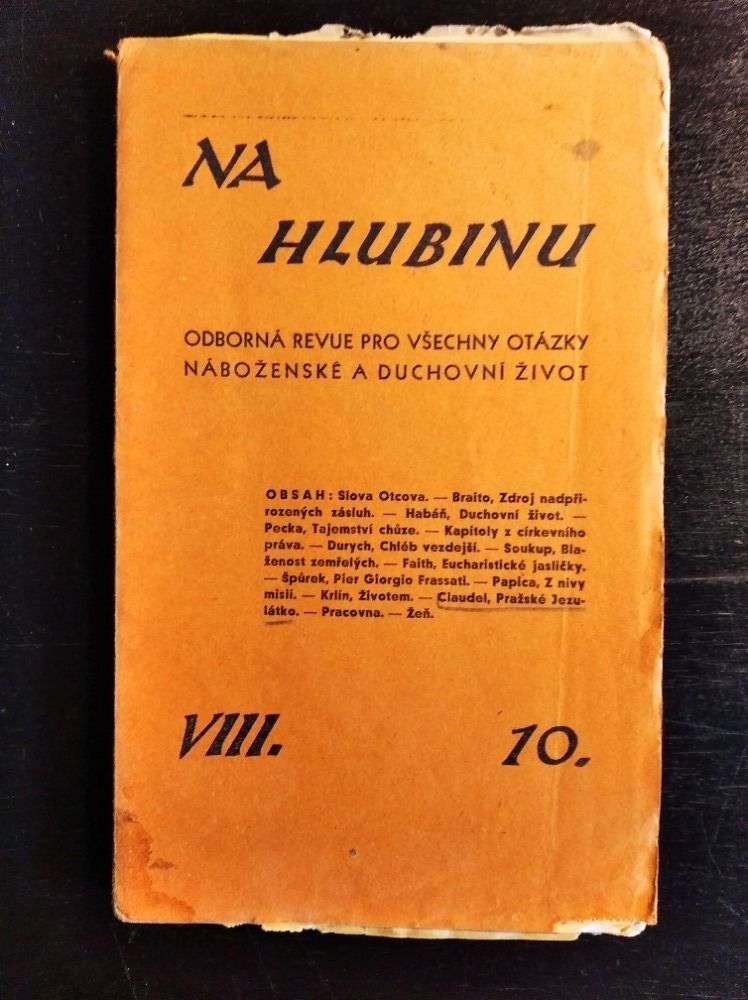 NA
HLUBINU
ODBORNÁ REVUE PRO VŠECHNY OTÁZKY
NÁBOŽENSKÉ A DUCHOVNÍ ŽIVOT
OBSAH: Slova Otcova. — Braito, Zdroj nadpři-
rozených zásluh. — Habáň, Duchovní život. —
Pecka, Tajemství chůze. — Kapitoly z církevního
práva. — Durych, Chléb vezdejší. — Soukup, Bla-
ženost zemřelých. — Faith, Eucharistické jasličky.
— Špůrek, Pier Giorgio Frassati. — Papica, Z nivy
misií. — Krlín, Životem. — Claudel, Pražské Jezu-
látko. — Pracovna. — Žeň.
VIII. 10.